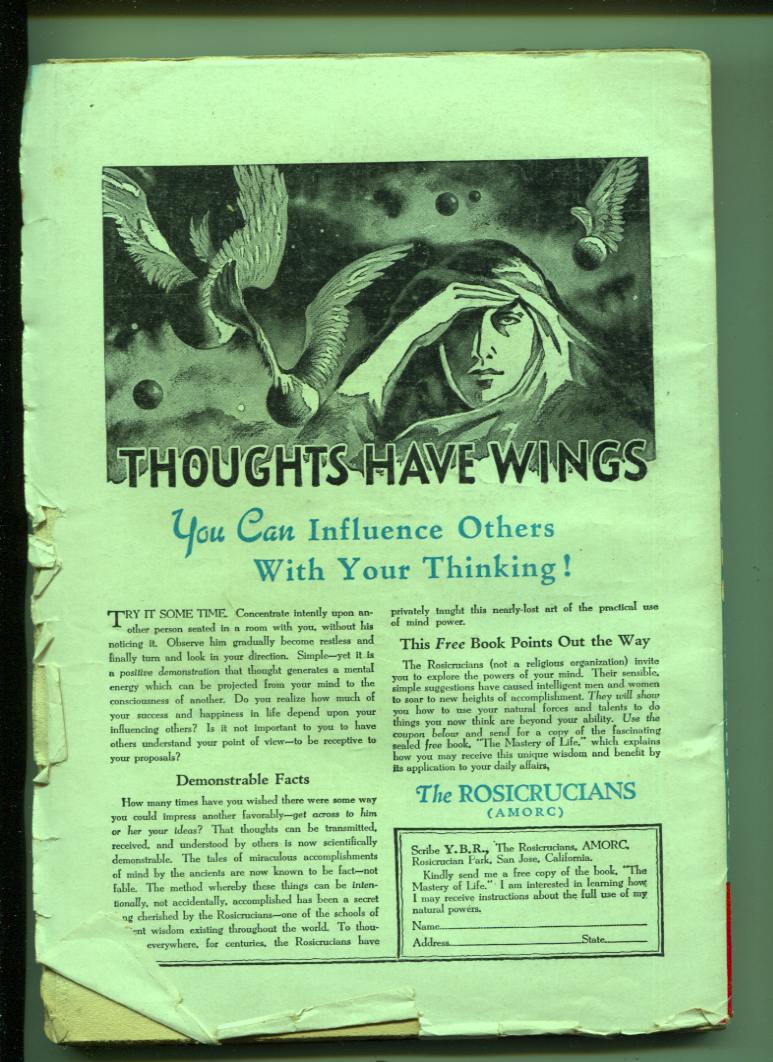 THOUGHTS HAVE WINGS
You Can Influence Others
With Your Thinking!
TRY IT SOME TIME. Concentrate intently upon an-
other person seated in a room with you, without his
noticing it. Observe him gradually become restless and
finally turn and look in your direction. Simple—yet it is
a positive demonstration that thought generates a mental
energy which can be projected from your mind to the
consciousness of another. Do you realize how much of
your success and happiness in life depend upon your
influencing others? Is it not important to you to have
others understand your point of view—to be receptive to
your proposals?
Demonstrable Facts
How many times have you wished there were some way
you could impress another favorably—get across to him
or her your ideas? That thoughts can be transmitted,
received, and understood by others is now scientifically
demonstrable. The tales of miraculous accomplishments
of mind by the ancients are now known to be fact—not
fable. The method whereby these things can be inten-
tionally, not accidentally, accomplished has been a secret
cherished by the Rosicrucians—one of the schools of
wisdom existing throughout the world. To thou-
everywhere, for centuries, the Rosicrucians have
privately taught this nearly-lost art of the practical use
of mind power.
This Free Book Points Out the Way
The Rosicrucians (not a religious organization) invite
you to explore the powers of your mind. Their sensible,
simple suggestions have caused intelligent men and women
to soar to new heights of accomplishment. They will show
you how to use your natural forces and talents to do
things you now think are beyond your ability. Use the
coupon below and send for a copy of the fascinating
sealed free book, "The Mastery of Life," which explains
how you may receive this unique wisdom and benefit by
its application to your daily affairs,
The ROSICRUCIANS
(AMORC)
Scribe Y.B.R., The Rosicrucians, AMORC,
Rosicrucian Park, San Jose, California.
Kindly send me a free copy of the book, "The
Mastery of Life." I am interested in learning how
I may receive instructions about the full use of my
natural powers.
Name
Address State